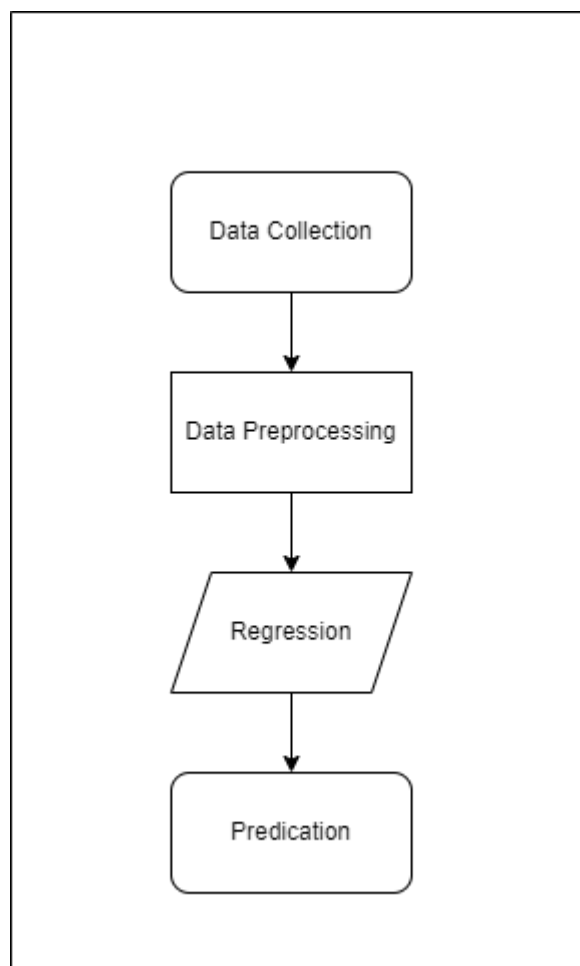 Data Collection
Data Preprocessing
Regression
Predication